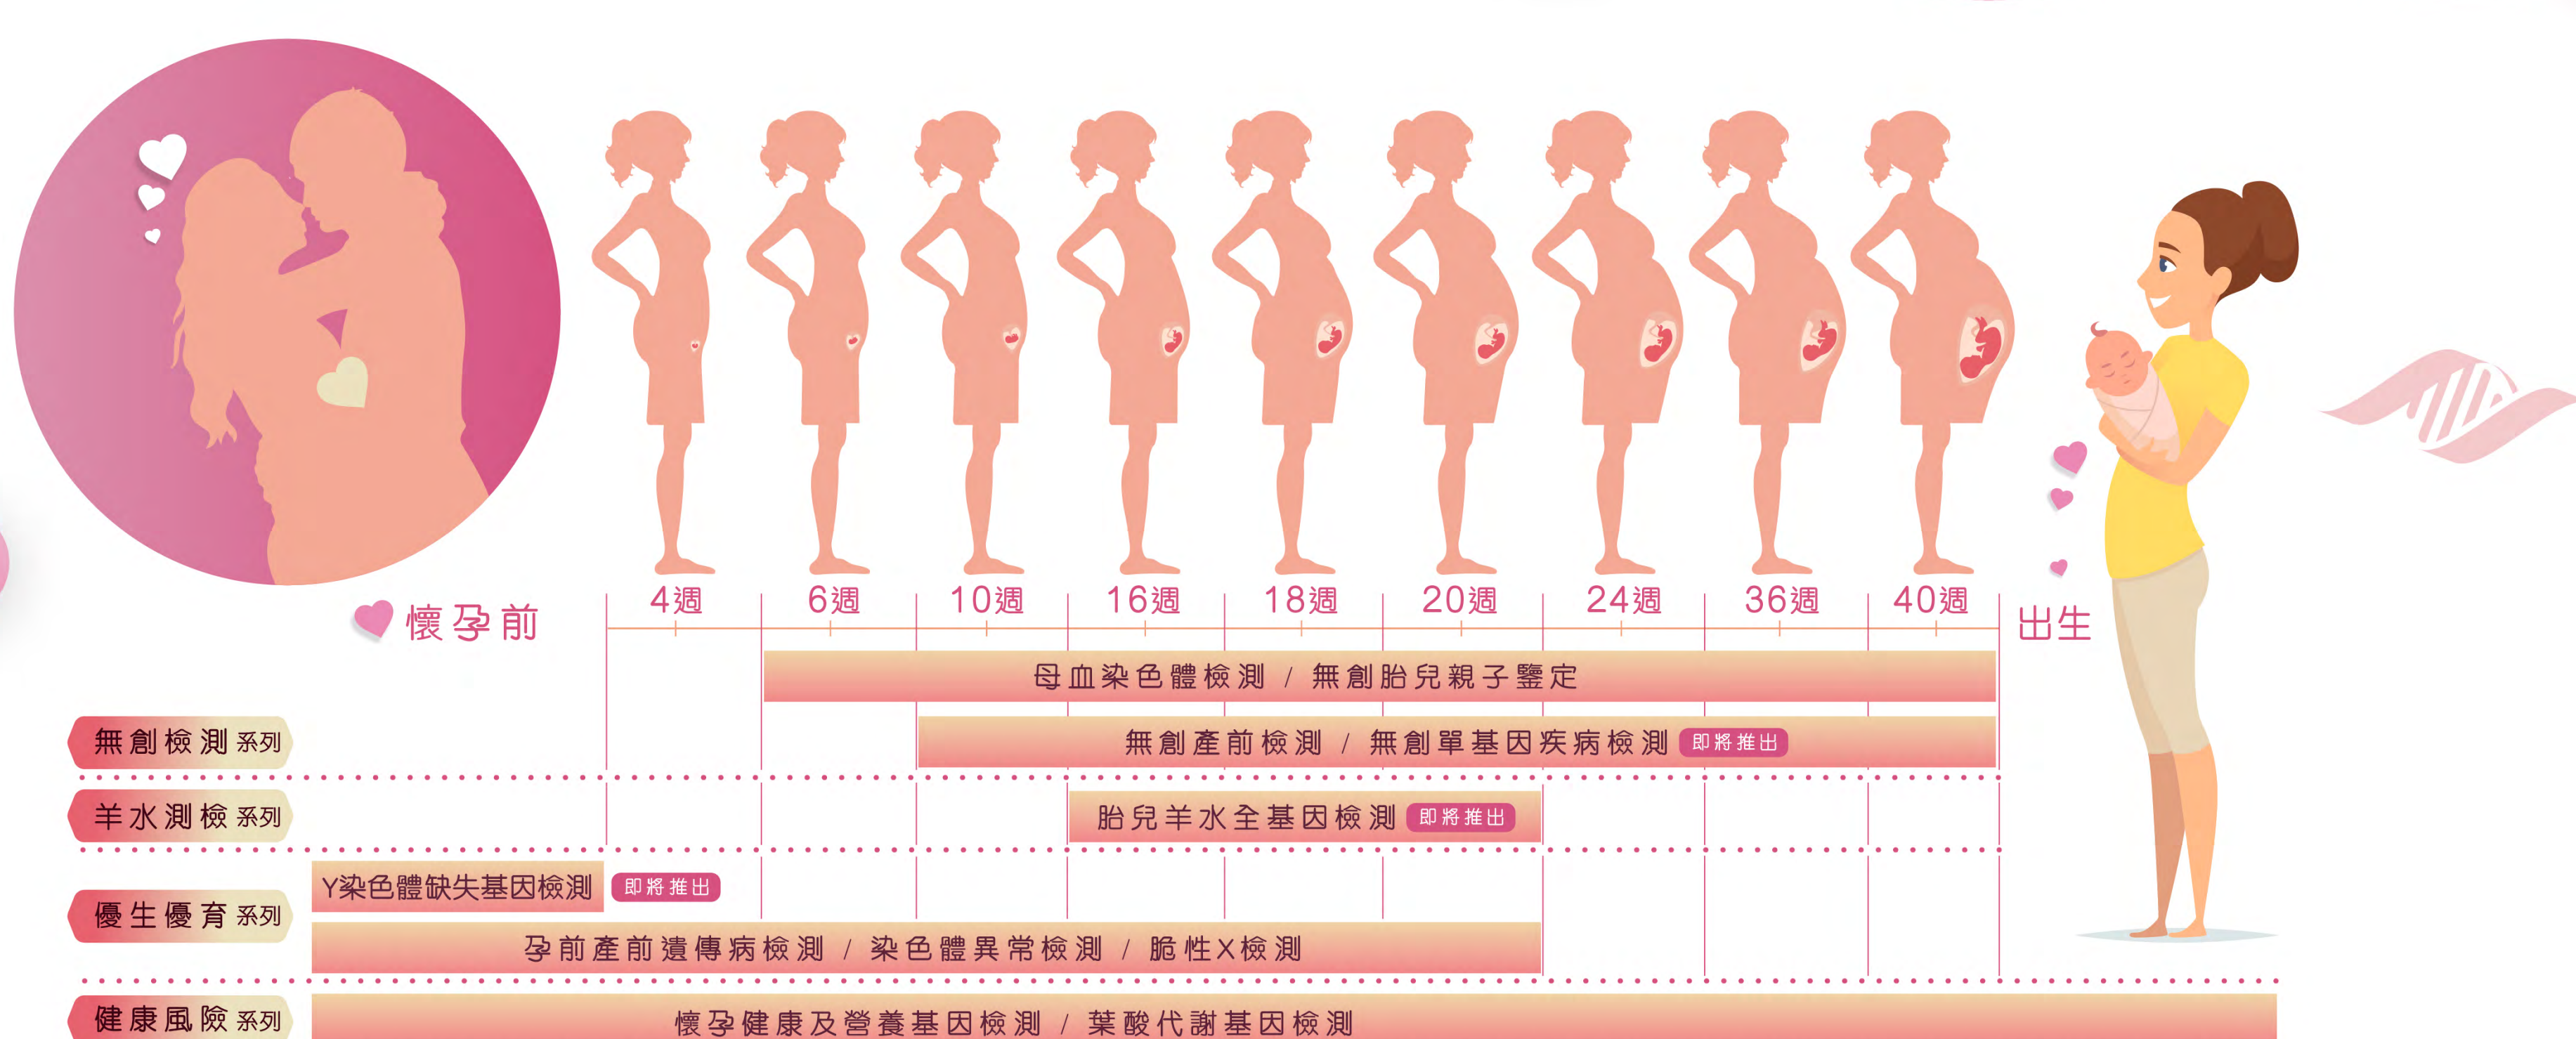 懷孕前
4週 6週 10週 16週 18週 20週 24週 36週 40週
出生
母血染色體檢測 / 無創胎兒親子鑒定
無創檢測系列
無創產前檢測 / 無創單基因疾病檢測 即將推出
羊水測檢系列
胎兒羊水全基因檢測 即將推出
Y染色體缺失基因檢測 即將推出
優生優育系列
孕前產前遺傳病檢測 / 染色體異常檢測 / 脆性X檢測
健康風險系列
懷孕健康及營養基因檢測 / 葉酸代謝基因檢測